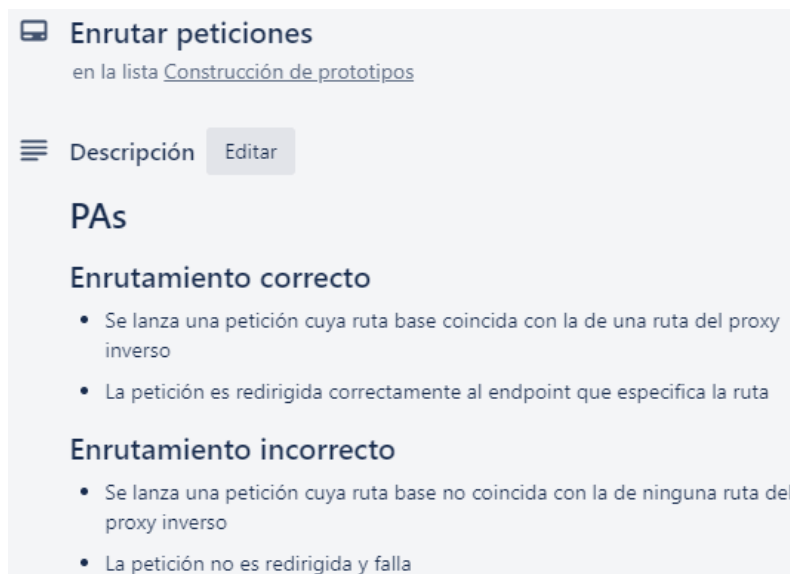 Enrutar peticiones
en la lista Construcción de prototipos
Descripción Editar
PAs
Enrutamiento correcto
Se lanza una petición cuya ruta base coincida con la de una ruta del proxy
inverso
La petición es redirigida correctamente al endpoint que especifica la ruta
Enrutamiento incorrecto
Se lanza una petición cuya ruta base no coincida con la de ninguna ruta del
proxy inverso
La petición no es redirigida y falla